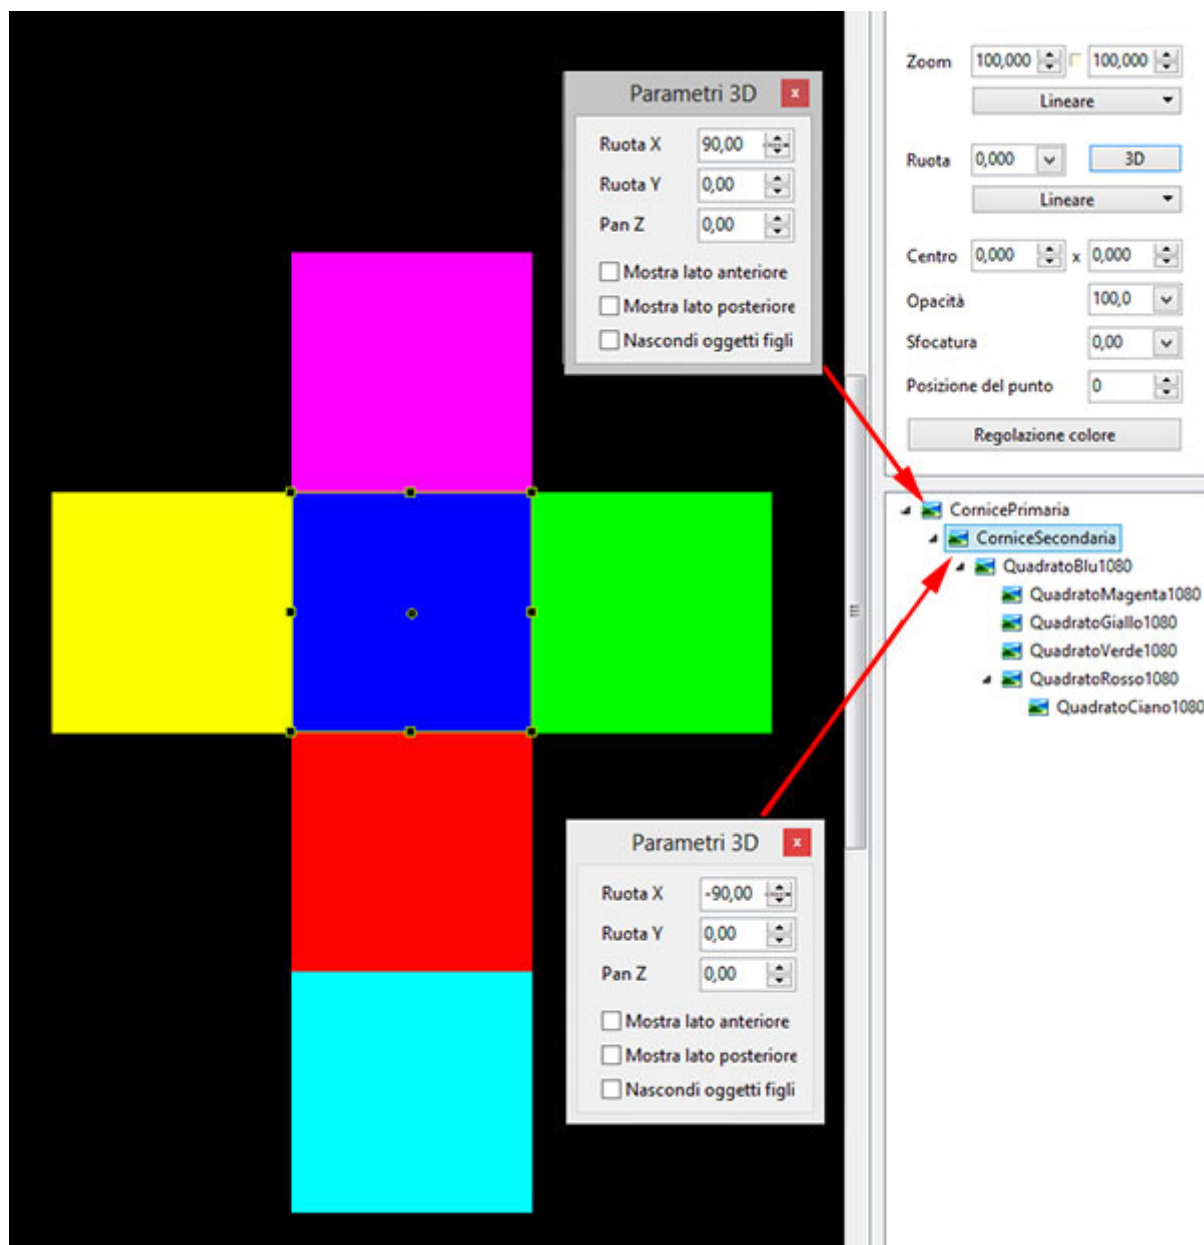 Parametri 3D
x
Ruota X 90,00
Ruota Y 0,00
Pan Z 0,00
Mostra lato anteriore
Mostra lato posteriore
Nascondi oggetti figli
Zoom 100,000 100,000
Lineare
Ruota 0,000 3D
Lineare
Centro 0,000 x 0,000
Opacità 100,0
Sfocatura 0,00
Posizione del punto 0
Regolazione colore
CornicePrimaria
CorniceSecondaria
QuadratoBlu1080
QuadratoMagenta1080
QuadratoGiallo1080
QuadratoVerde1080
QuadratoRosso1080
QuadratoCiano1080
Parametri 3D
x
Ruota X -90,00
Ruota Y 0,00
Pan Z 0,00
Mostra lato anteriore
Mostra lato posteriore
Nascondi oggetti figli